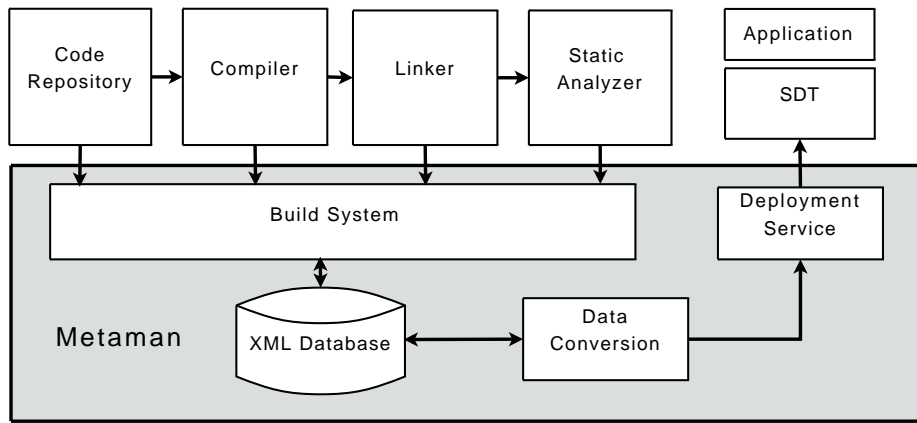 Code
Repository
Compiler
Linker
Static
Analyzer
Application
SDT
Build System
Deployment
Service
Metaman
XML Database
Data
Conversion